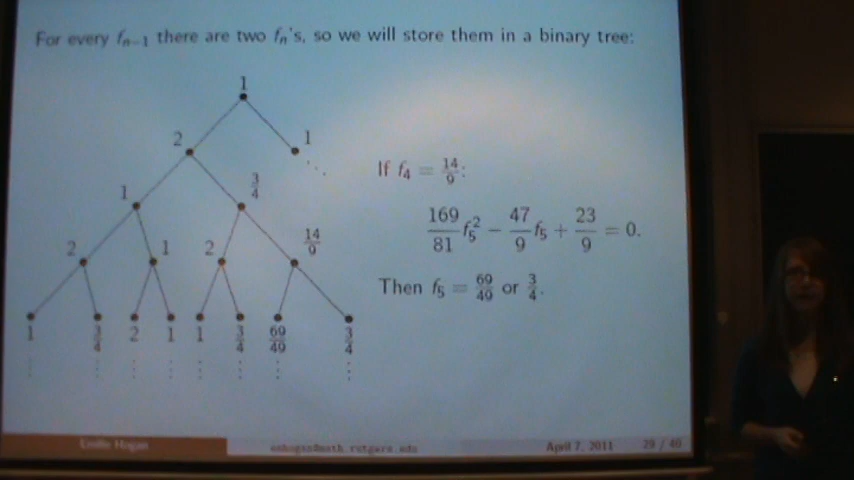 For every f_{n-1} there are two f_n's, so we will store them in a binary tree:
1
2 1
1 3/4
2 1 2 14/9
1 3/4 2 1 1 3/4 69/49 3/4
If f_4 = 14/9:
169/81 f_5^2 − 47/9 f_5 + 23/9 = 0.
Then f_5 = 69/49 or 3/4.
Emilie Hogan
April 7, 2011 29 / 40